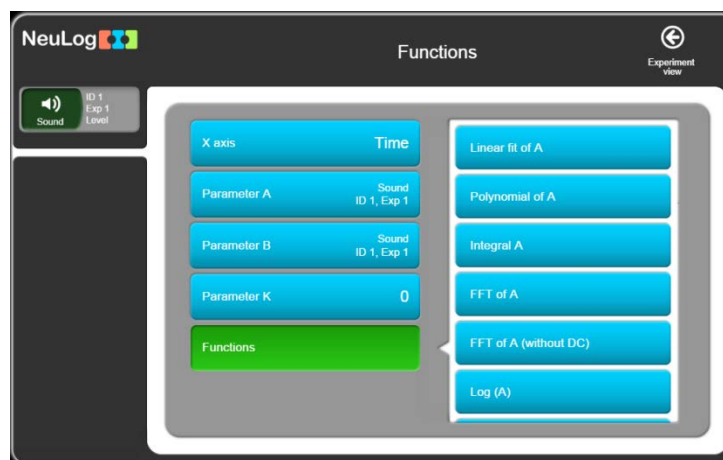 NeuLog
Functions
Experiment
view
Sound
ID 1
Exp 1
Level
X axis Time
Parameter A Sound
ID 1, Exp 1
Parameter B Sound
ID 1, Exp 1
Parameter K 0
Functions
Linear fit of A
Polynomial of A
Integral A
FFT of A
FFT of A (without DC)
Log (A)